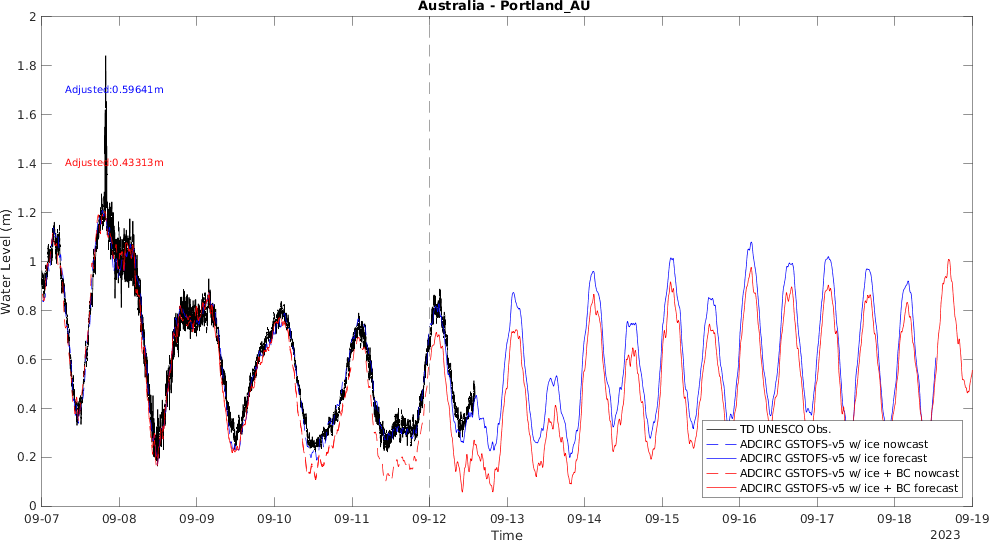 Australia - Portland_AU
2
1.8
1.6
1.4
1.2
1
0.8
0.6
0.4
0.2
0
Water Level (m)
Adjusted:0.59641m
Adjusted:0.43313m
TD UNESCO Obs.
ADCIRC GSTOFS-v5 w/ ice nowcast
ADCIRC GSTOFS-v5 w/ ice forecast
ADCIRC GSTOFS-v5 w/ ice + BC nowcast
ADCIRC GSTOFS-v5 w/ ice + BC forecast
09-07 09-08 09-09 09-10 09-11 09-12 09-13 09-14 09-15 09-16 09-17 09-18 09-19
Time
2023